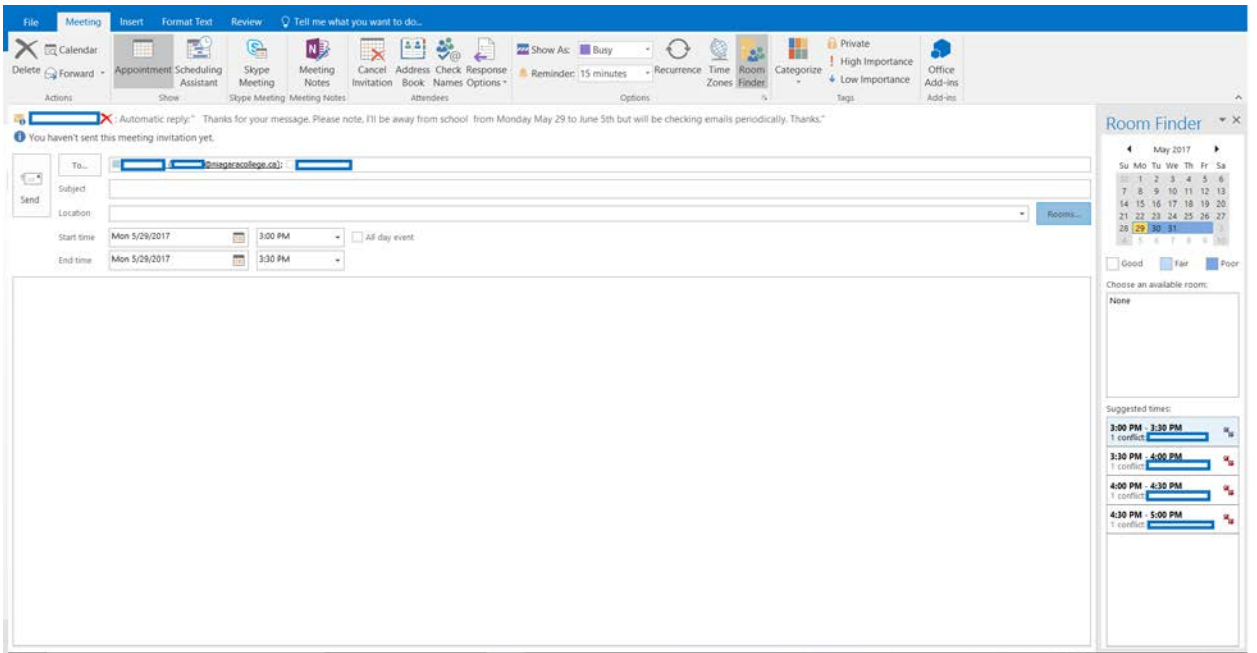 File Meeting Insert Format Text Review Tell me what you want to do...
Delete
Calendar
Forward
Appointment
Scheduling Assistant
Skype Meeting
Meeting Notes
Cancel Invitation
Address Book
Check Names
Response Options
Show As: Busy
Reminder: 15 minutes
Recurrence
Time Zones
Room Finder
Categorize
Private
High Importance
Low Importance
Office Add-ins
Actions Show Skype Meeting Meeting Notes Attendees Options Tags Add-ins
: Automatic reply:" Thanks for your message. Please note, I'll be away from school from Monday May 29 to June 5th but will be checking emails periodically. Thanks."
You haven't sent this meeting invitation yet.
Send
To... @niagaracollege.ca);
Subject
Location Rooms...
Start time Mon 5/29/2017 3:00 PM All day event
End time Mon 5/29/2017 3:30 PM
Room Finder
May 2017
Su Mo Tu We Th Fr Sa
1 2 3 4 5 6
7 8 9 10 11 12 13
14 15 16 17 18 19 20
21 22 23 24 25 26 27
28 29 30 31 3
4 5 6 7 8 9 10
Good Fair Poor
Choose an available room:
None
Suggested times:
3:00 PM - 3:30 PM
1 conflict:
3:30 PM - 4:00 PM
1 conflict:
4:00 PM - 4:30 PM
1 conflict:
4:30 PM - 5:00 PM
1 conflict: